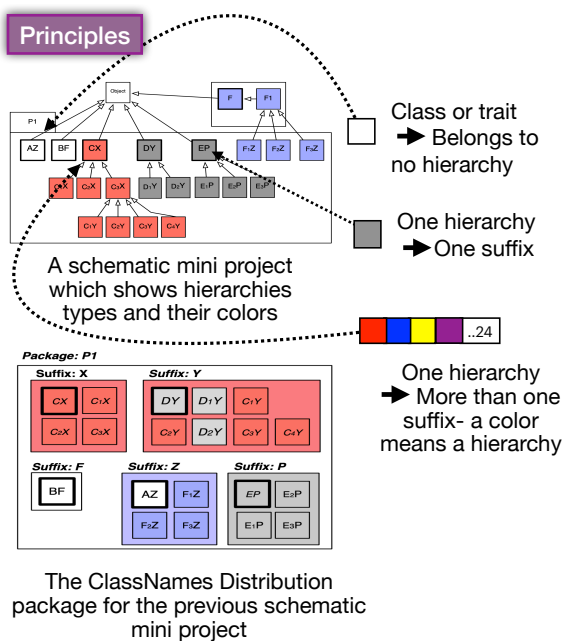 Principles
Object
F
F1
P1
AZ
BF
CX
DY
EP
F1Z
F2Z
F3Z
C2X
C3X
D1Y
D2Y
E1P
E2P
E3P
C1Y
C2Y
C3Y
C4Y
Class or trait
Belongs to
no hierarchy
One hierarchy
One suffix
A schematic mini project
which shows hierarchies
types and their colors
..24
One hierarchy
More than one
suffix- a color
means a hierarchy
Package: P1
Suffix: X
Suffix: Y
CX
C1X
DY
D1Y
C1Y
C2X
C3X
C2Y
D2Y
C3Y
C4Y
Suffix: F
Suffix: Z
Suffix: P
BF
AZ
F1Z
EP
E2P
F2Z
F3Z
E1P
E3P
The ClassNames Distribution
package for the previous schematic
mini project